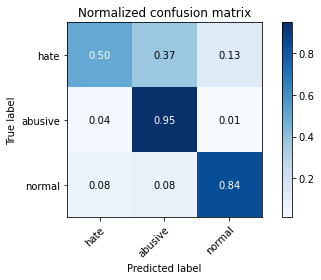 Normalized confusion matrix
True label
hate
0.50 0.37 0.13
abusive
0.04 0.95 0.01
normal
0.08 0.08 0.84
hate
abusive
normal
Predicted label
0.8
0.6
0.4
0.2